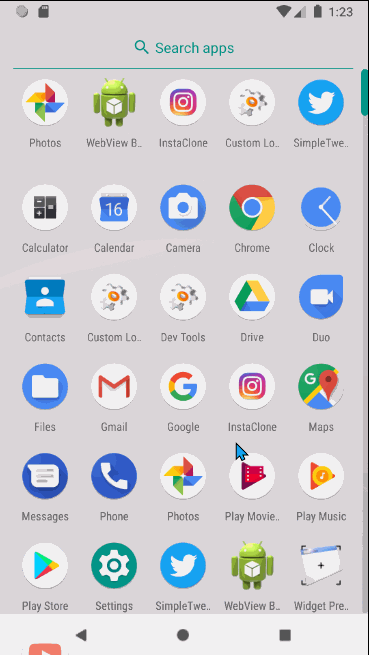 1:23
Search apps
Photos
WebView B..
InstaClone
Custom Lo..
SimpleTwe..
Calculator
16
Calendar
Camera
Chrome
Clock
Contacts
Custom Lo..
Dev Tools
Drive
Duo
Files
Gmail
Google
InstaClone
G
Maps
Messages
Phone
Photos
Play Movie..
Play Music
Play Store
Settings
SimpleTwe..
WebView B..
Widget Pre..